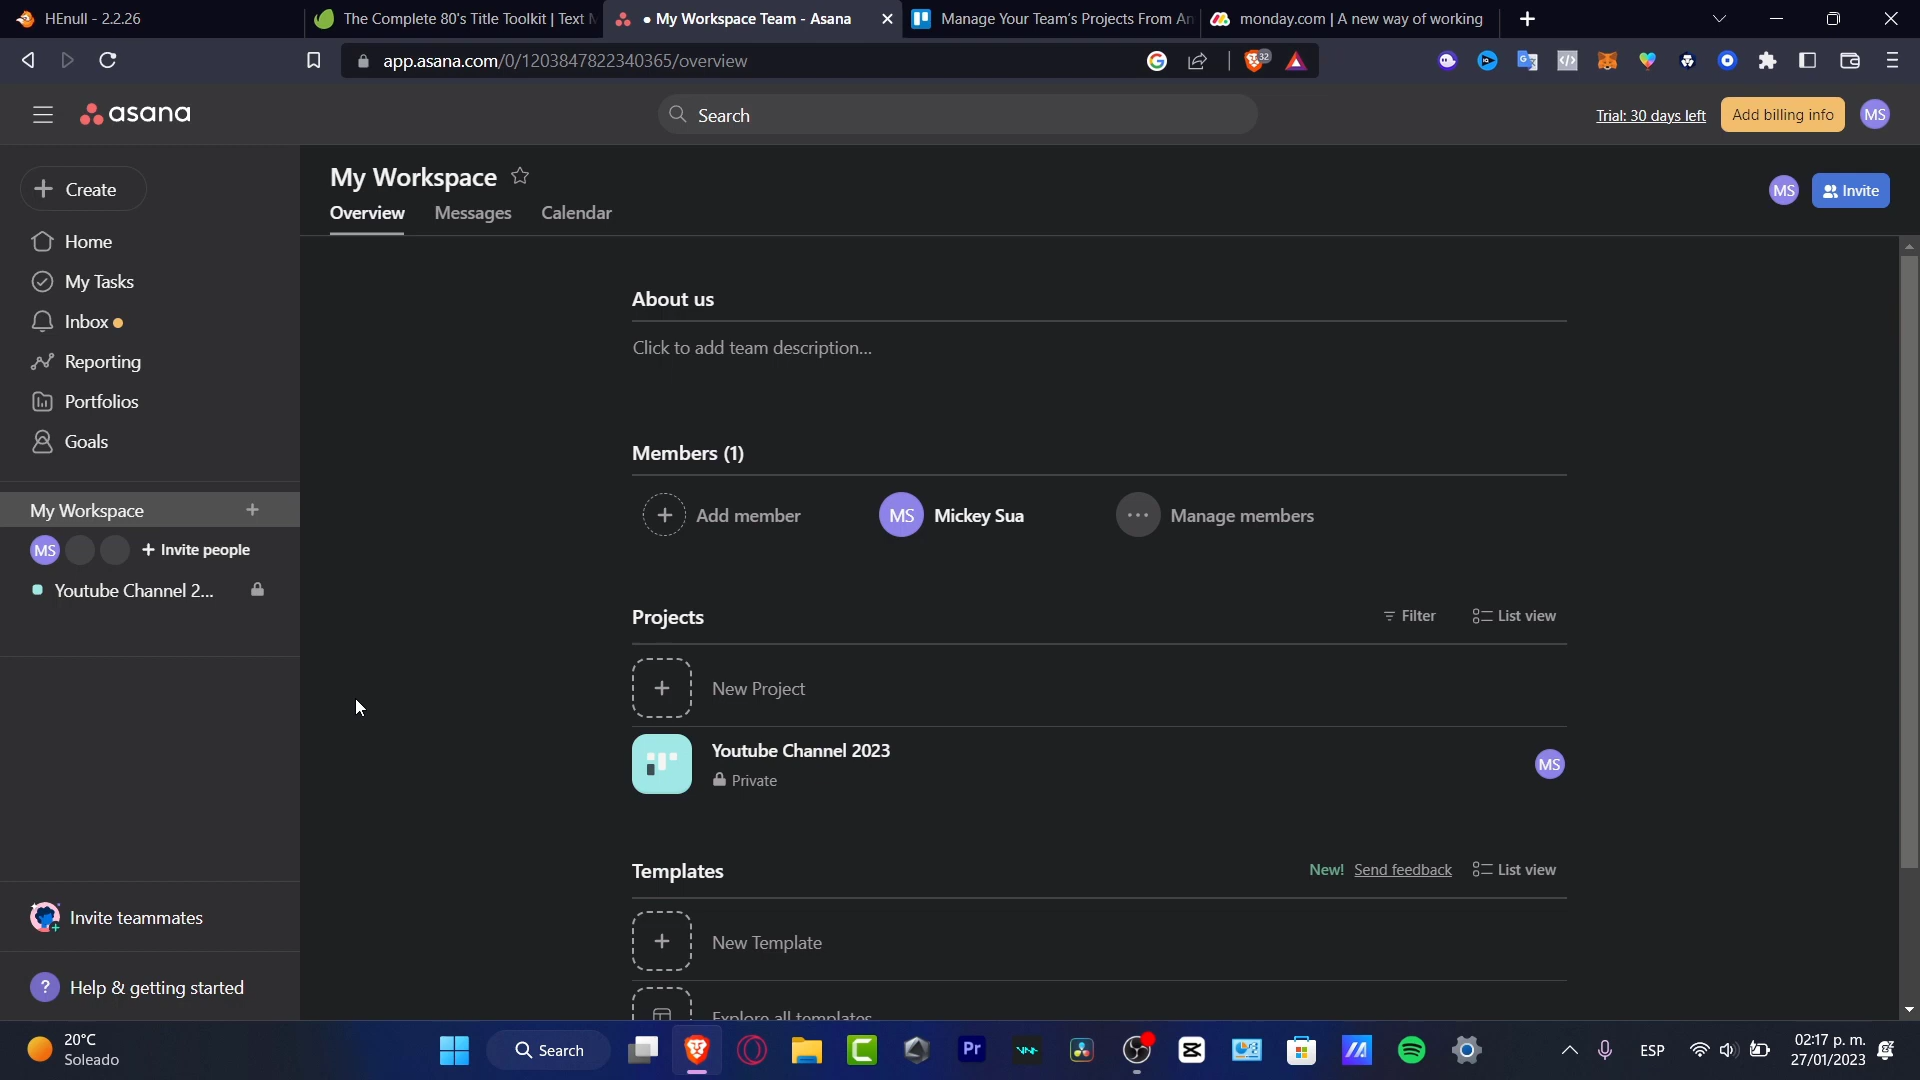 HEnull - 2.2.26
The Complete 80's Title Toolkit | Text
• My Workspace Team - Asana
Manage Your Team's Projects From An
monday.com | A new way of working
app.asana.com/0/1203847822340365/overview
32
asana
Search
Trial: 30 days left
Add billing info
MS
Create
My Workspace
Overview
Messages
Calendar
MS
Invite
Home
My Tasks
Inbox
Reporting
Portfolios
Goals
My Workspace
MS
+ Invite people
Youtube Channel 2...
About us
Click to add team description...
Members (1)
Add member
MS
Mickey Sua
Manage members
Projects
Filter
List view
New Project
Youtube Channel 2023
Private
MS
Templates
New!
Send feedback
List view
New Template
Explore all templates
Invite teammates
?
Help & getting started
20°C
Soleado
Search
Pr
ESP
02:17 p. m.
27/01/2023